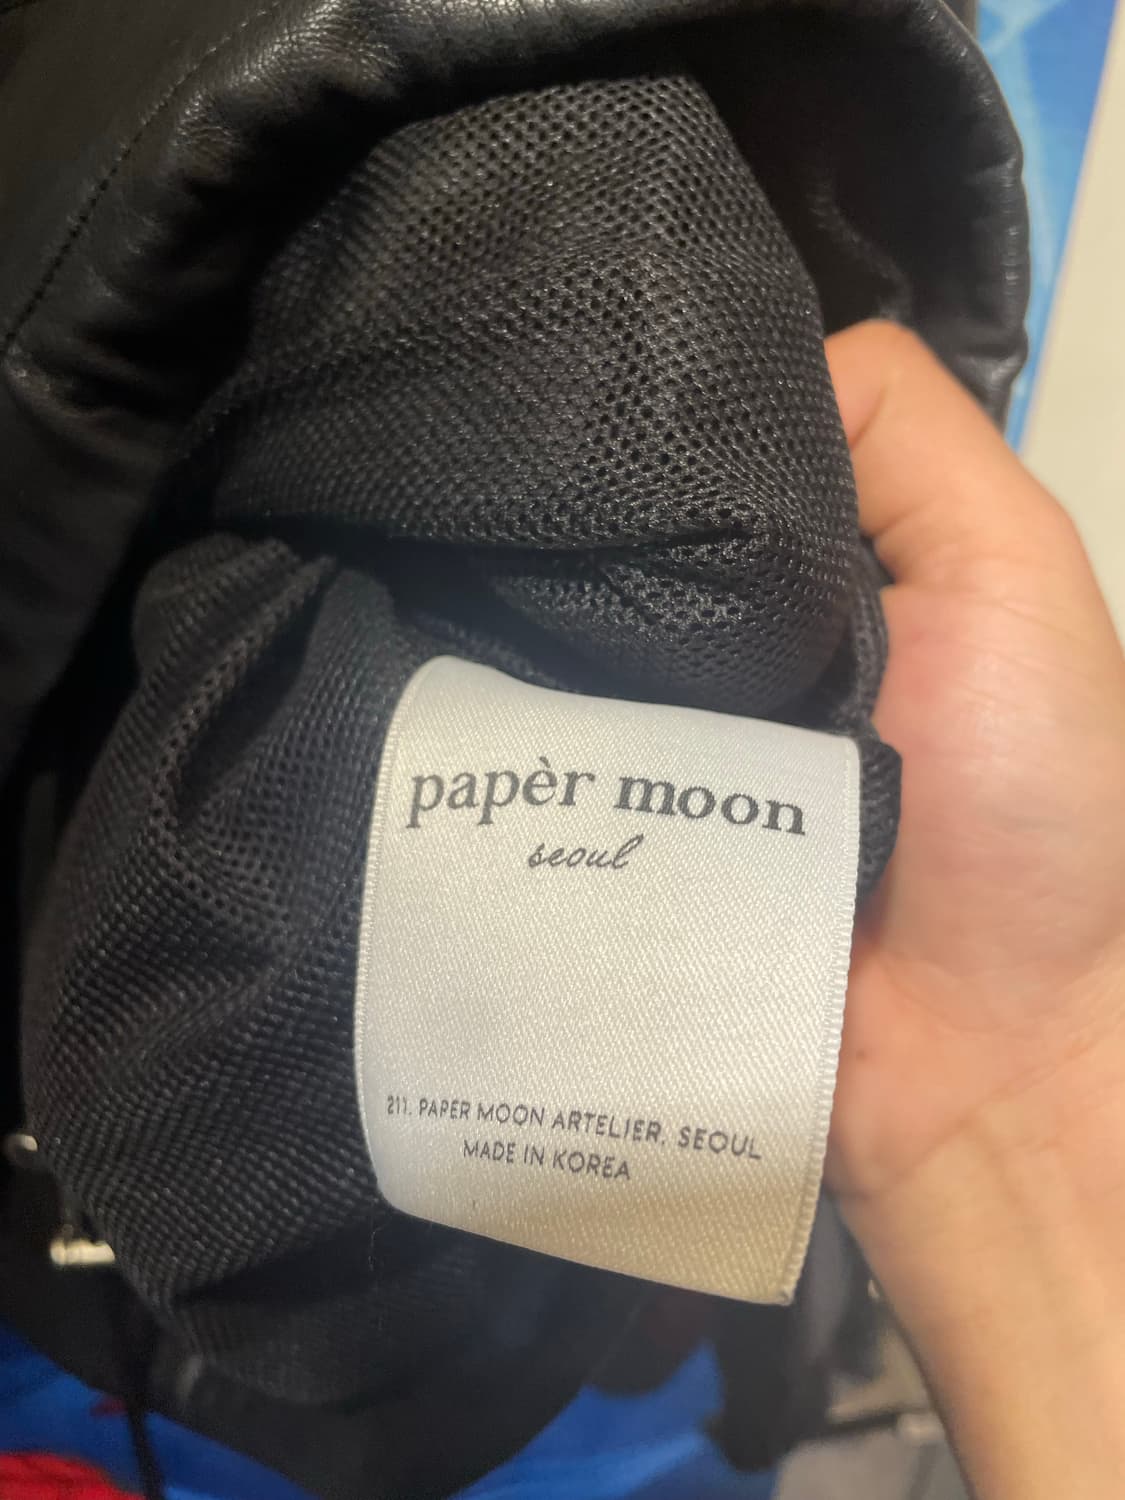 papèr moon
seoul
211. PAPER MOON ARTELIER. SEOUL
MADE IN KOREA